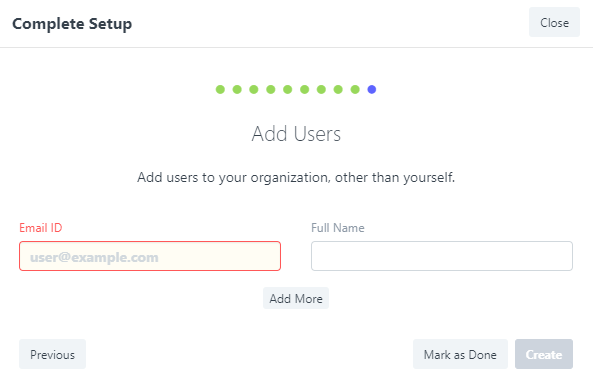 Complete Setup
Close
Add Users
Add users to your organization, other than yourself.
Email ID
Full Name
user@example.com
Add More
Previous
Mark as Done
Create